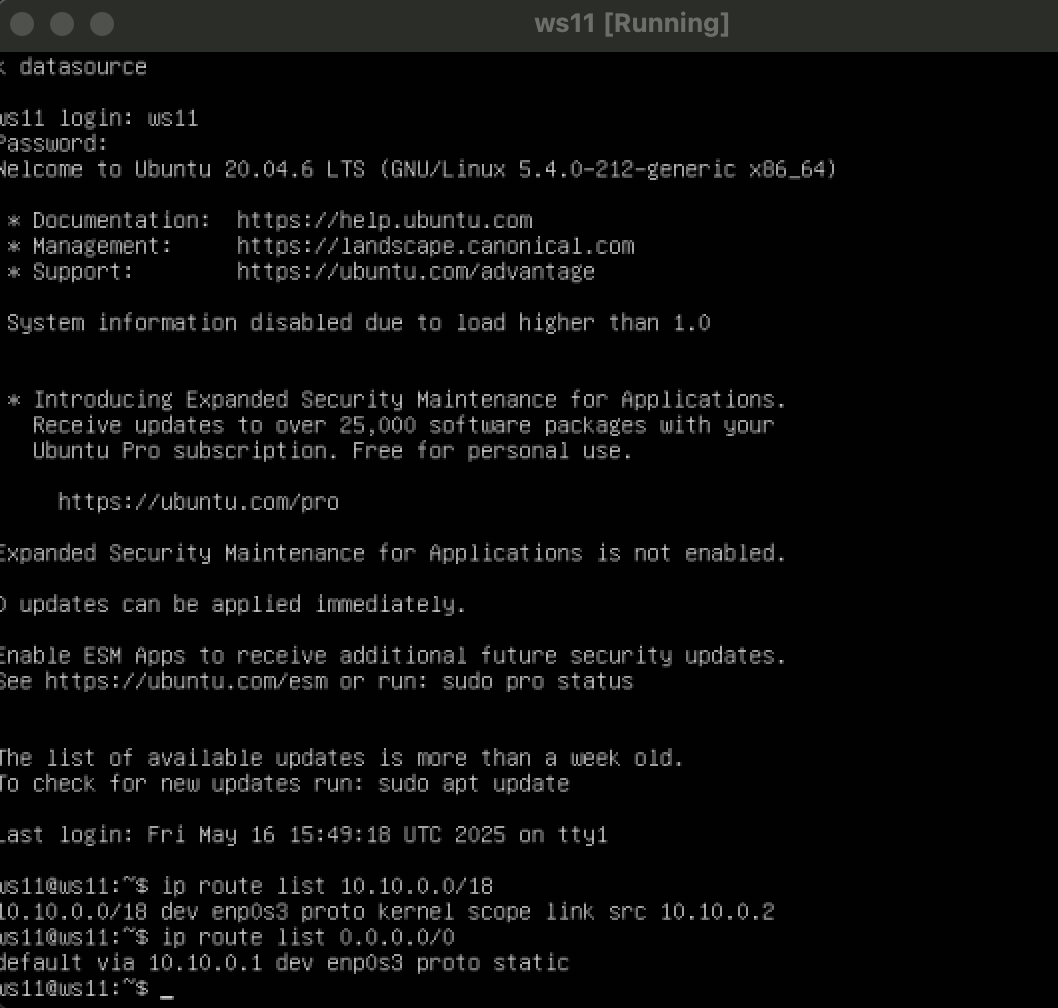 ws11 [Running]
k datasource
ws11 login: ws11
Password:
Welcome to Ubuntu 20.04.6 LTS (GNU/Linux 5.4.0-212-generic x86_64)
* Documentation: https://help.ubuntu.com
* Management: https://landscape.canonical.com
* Support: https://ubuntu.com/advantage
System information disabled due to load higher than 1.0
* Introducing Expanded Security Maintenance for Applications.
Receive updates to over 25,000 software packages with your
Ubuntu Pro subscription. Free for personal use.
https://ubuntu.com/pro
Expanded Security Maintenance for Applications is not enabled.
0 updates can be applied immediately.
Enable ESM Apps to receive additional future security updates.
See https://ubuntu.com/esm or run: sudo pro status
The list of available updates is more than a week old.
To check for new updates run: sudo apt update
Last login: Fri May 16 15:49:18 UTC 2025 on tty1
ws11@ws11:~$ ip route list 10.10.0.0/18
10.10.0.0/18 dev enp0s3 proto kernel scope link src 10.10.0.2
ws11@ws11:~$ ip route list 0.0.0.0/0
default via 10.10.0.1 dev enp0s3 proto static
ws11@ws11:~$ _